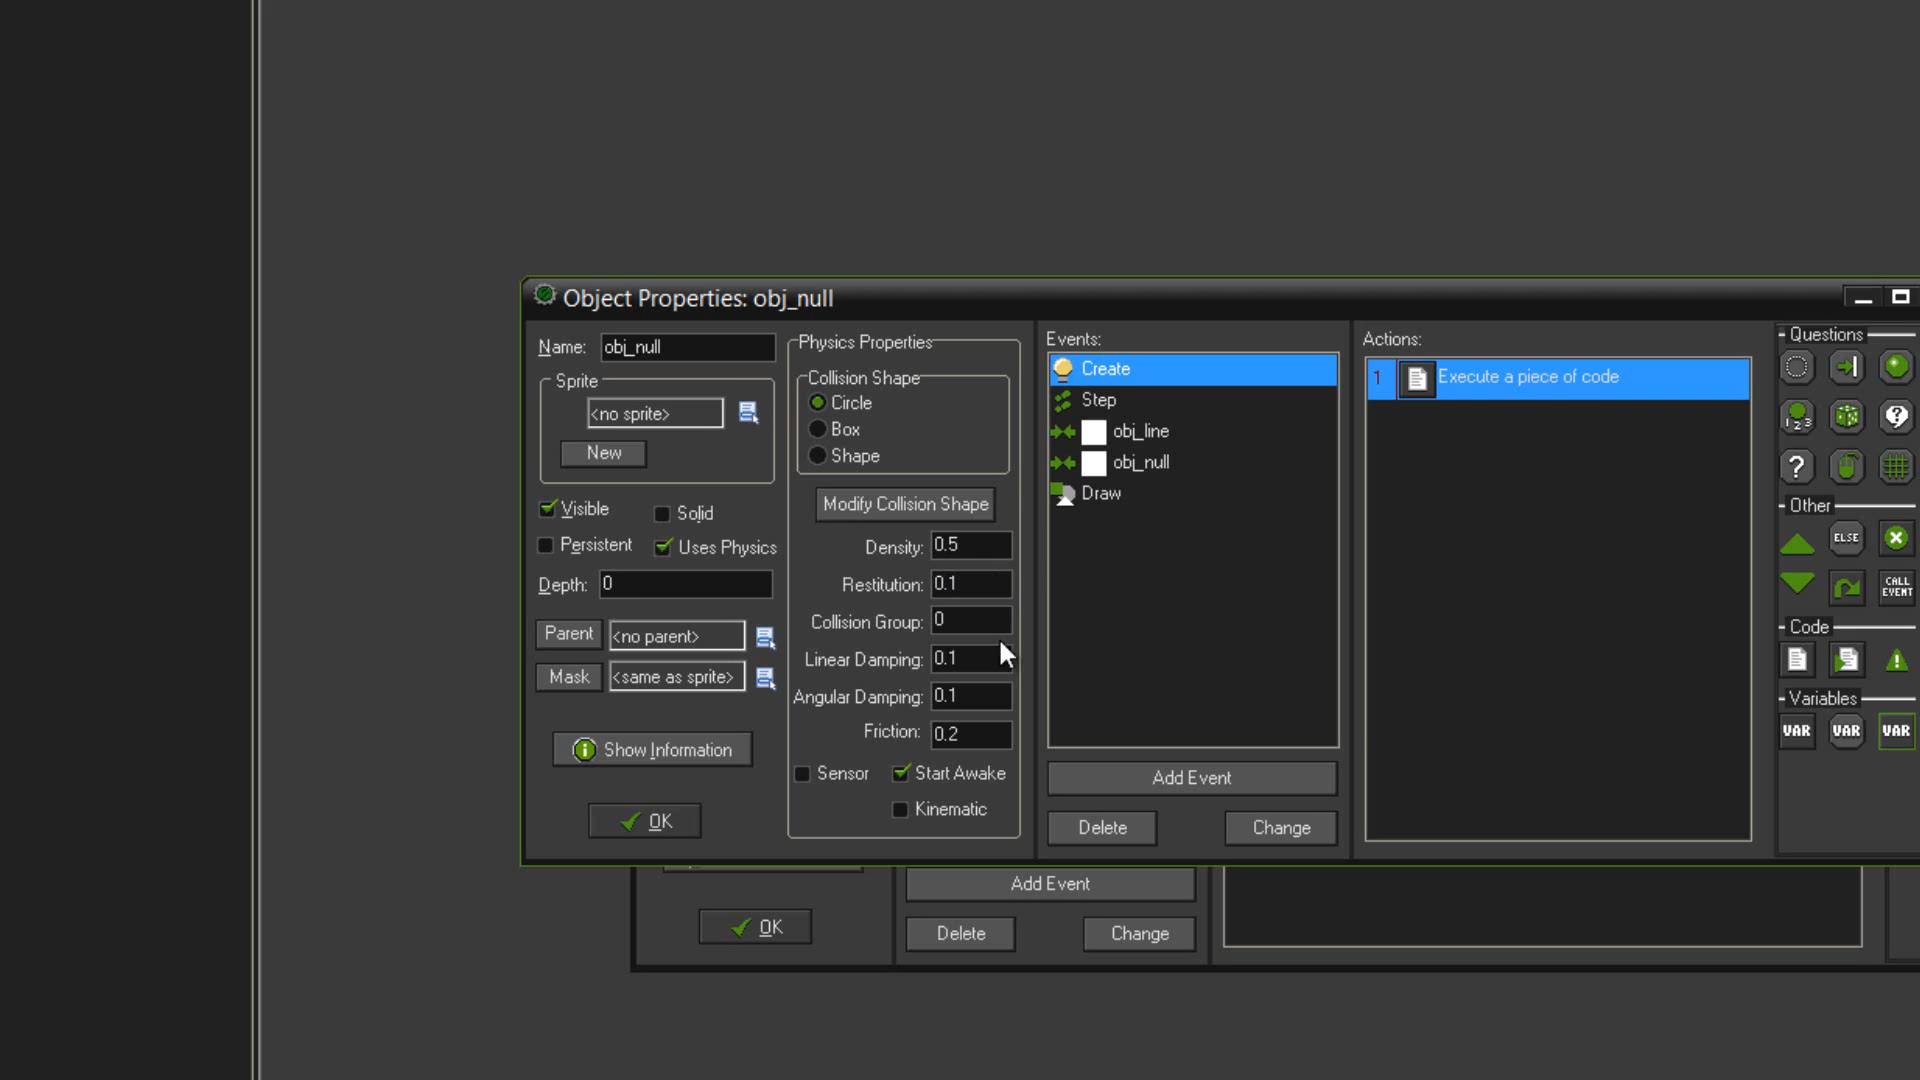 Object Properties: obj_null
Name: obj_null
Sprite
<no sprite>
New
Visible
Solid
Persistent
Uses Physics
Depth: 0
Parent <no parent>
Mask <same as sprite>
Show Information
OK
Physics Properties
Collision Shape
Circle
Box
Shape
Modify Collision Shape
Density: 0.5
Restitution: 0.1
Collision Group: 0
Linear Damping: 0.1
Angular Damping: 0.1
Friction: 0.2
Sensor
Start Awake
Kinematic
Events:
Create
Step
obj_line
obj_null
Draw
Add Event
Delete
Change
Actions:
1 Execute a piece of code
Questions
1 2 3
?
?
Other
ELSE
CALL EVENT
Code
Variables
VAR VAR VAR
Add Event
OK
Delete
Change